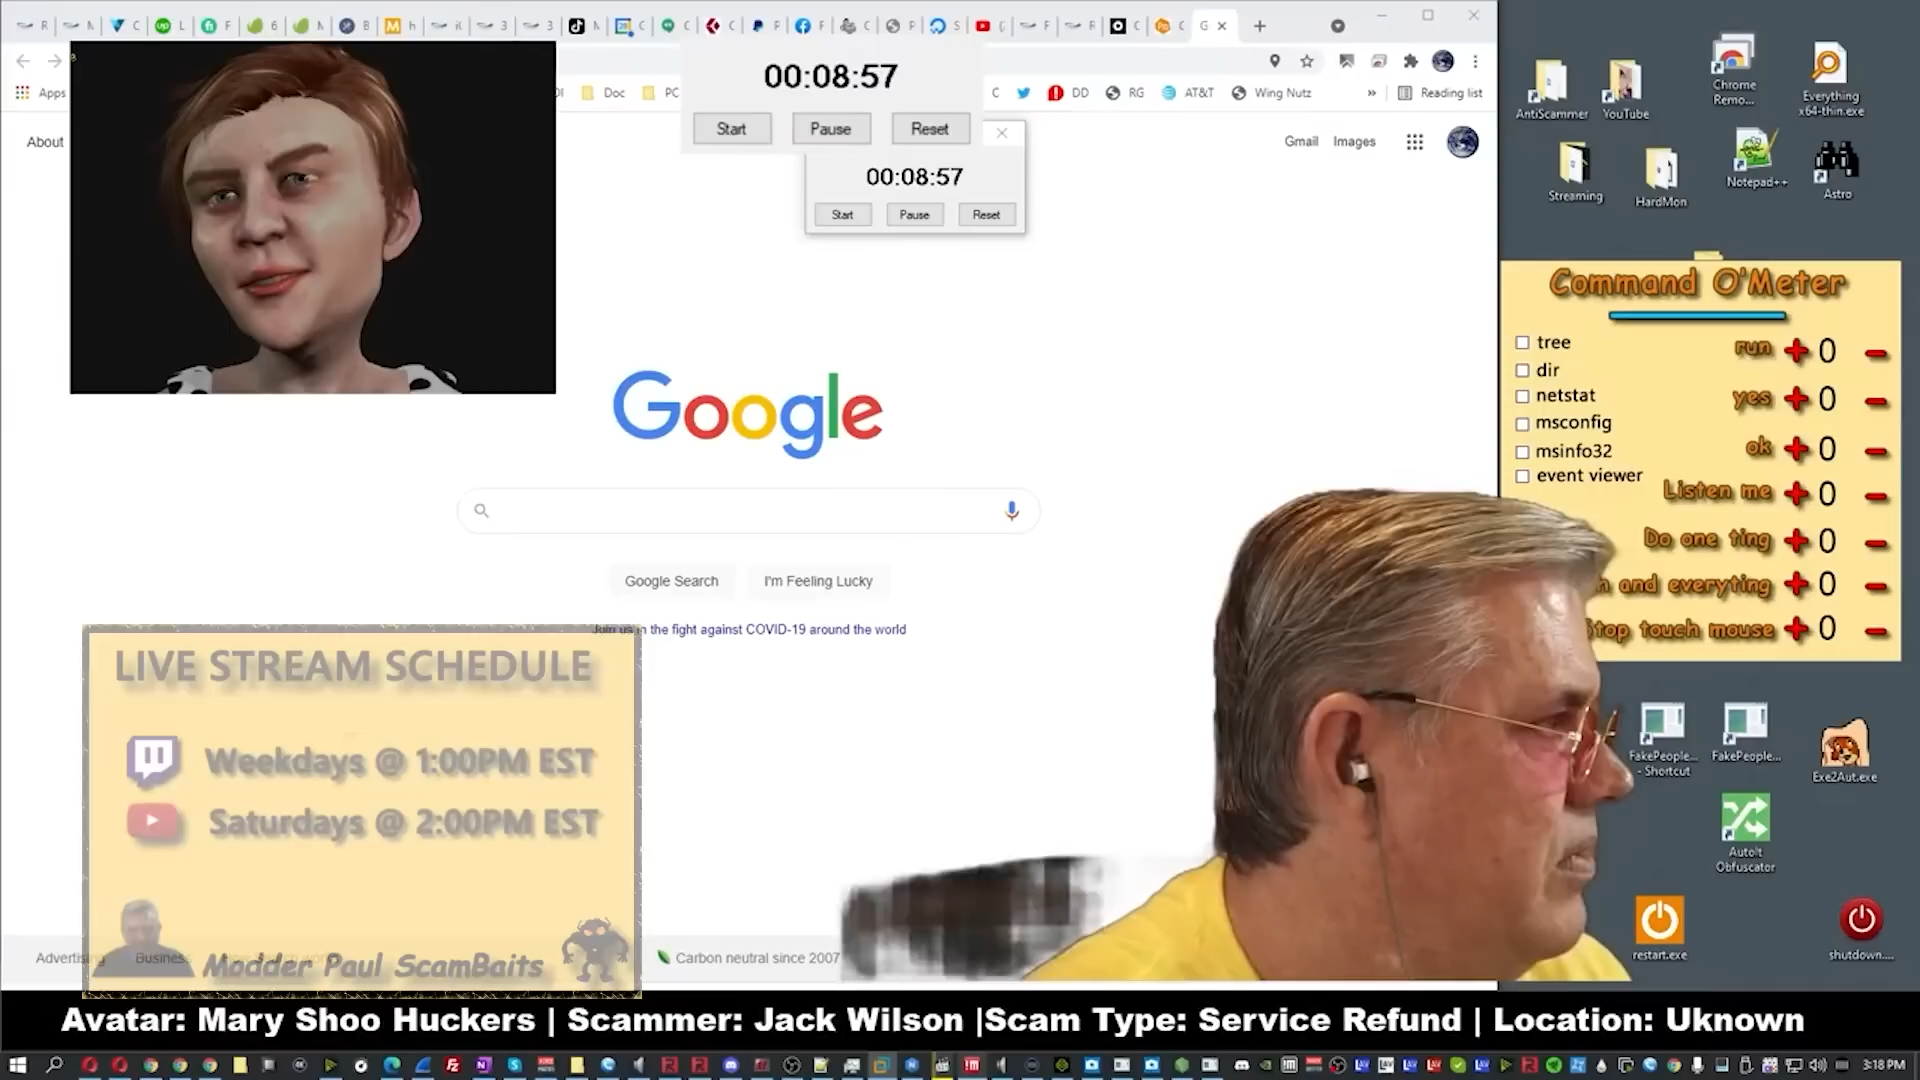 00:08:57
Start Pause Reset
00:08:57
Start Pause Reset
Apps
Doc
PC
C
DD
RG
AT&T
Wing Nutz
»
Reading list
About
Gmail
Images
Google
Google Search
I'm Feeling Lucky
in the fight against COVID-19 around the world
LIVE STREAM SCHEDULE
Weekdays @ 1:00PM EST
Saturdays @ 2:00PM EST
Modder Paul ScamBaits
Business
Carbon neutral since 2007
AntiScammer
YouTube
Chrome
Remo...
Everything
x64-thin.exe
Streaming
HardMon
Notepad++
Astro
Command O'Meter
tree
dir
netstat
msconfig
msinfo32
event viewer
run + 0 -
yes + 0 -
ok + 0 -
Listen me + 0 -
Do one ting + 0 -
and everyting + 0 -
Stop touch mouse + 0 -
FakePeople...
- Shortcut
FakePeople...
Exe2Aut.exe
AutoIt
Obfuscator
restart.exe
shutdown....
Avatar: Mary Shoo Huckers | Scammer: Jack Wilson |Scam Type: Service Refund | Location: Uknown
3:18 PM